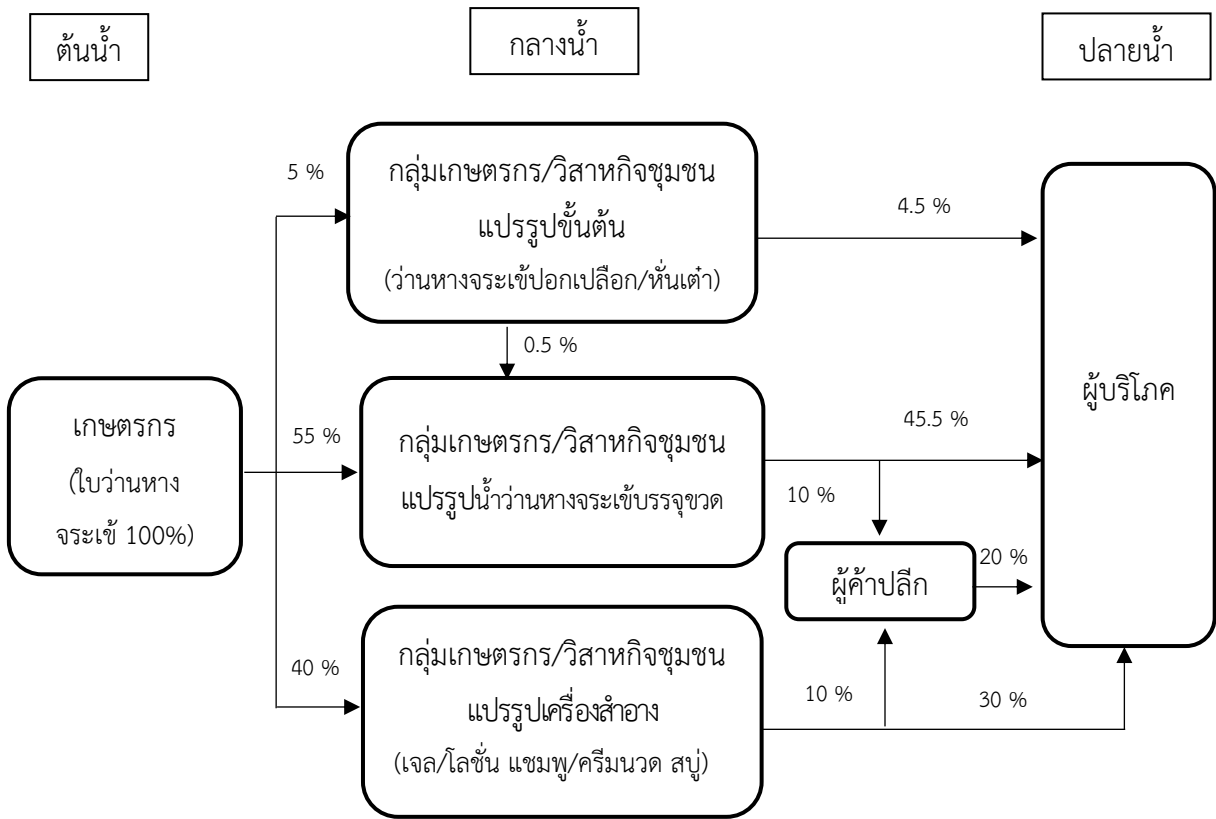 ต้นน้ำ
กลางน้ำ
ปลายน้ำ
5 %
กลุ่มเกษตรกร/วิสาหกิจชุมชน
แปรรูปขั้นต้น
(ว่านหางจระเข้ปอกเปลือก/หั่นเต๋า)
4.5 %
0.5 %
เกษตรกร
(ใบว่านหาง
จระเข้ 100%)
55 %
กลุ่มเกษตรกร/วิสาหกิจชุมชน
แปรรูปน้ำว่านหางจระเข้บรรจุขวด
45.5 %
10 %
ผู้ค้าปลีก
20 %
ผู้บริโภค
40 %
กลุ่มเกษตรกร/วิสาหกิจชุมชน
แปรรูปเครื่องสำอาง
(เจล/โลชั่น แชมพู/ครีมนวด สบู่)
10 %
30 %